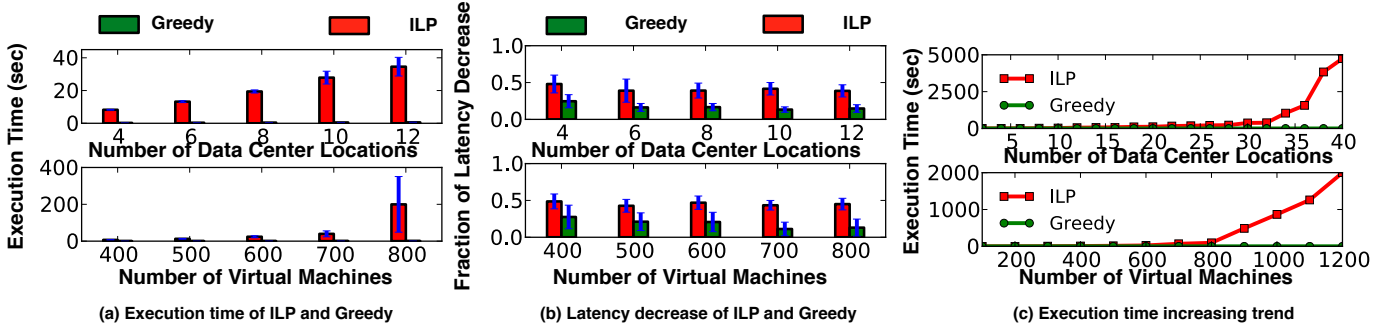 Greedy ILP
Execution Time (sec)
40
20
0
4 6 8 10 12
Number of Data Center Locations
400
200
0
400 500 600 700 800
Number of Virtual Machines
(a) Execution time of ILP and Greedy
Greedy ILP
Fraction of Latency Decrease
1.0
0.5
0.0
4 6 8 10 12
Number of Data Center Locations
1.0
0.5
0.0
400 500 600 700 800
Number of Virtual Machines
(b) Latency decrease of ILP and Greedy
Execution Time (sec)
5000
2500
0
ILP
Greedy
5 10 15 20 25 30 35 40
Number of Data Center Locations
2000
1000
0
ILP
Greedy
200 400 600 800 1000 1200
Number of Virtual Machines
(c) Execution time increasing trend